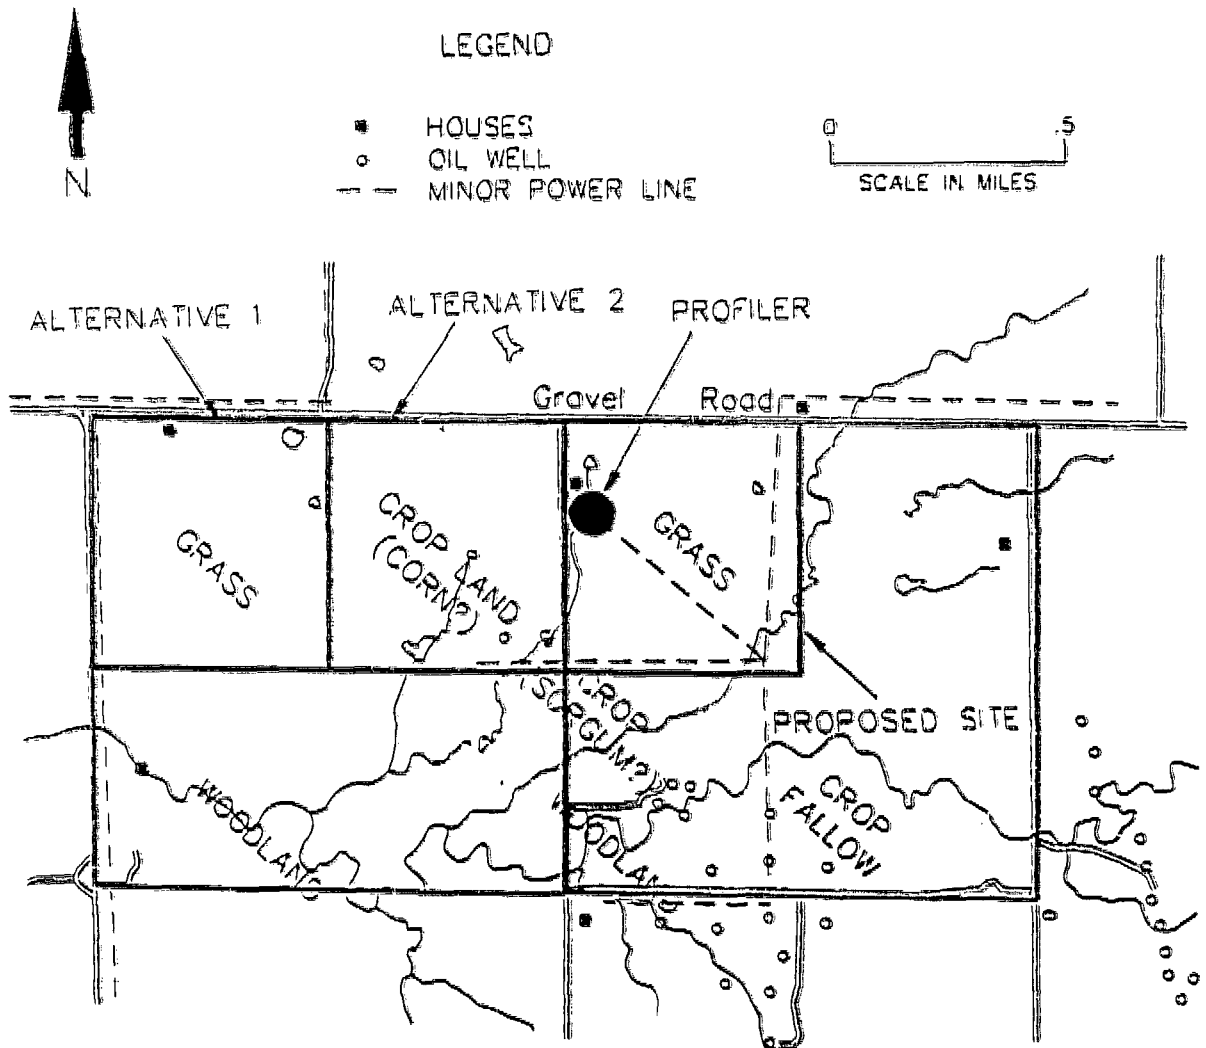 LEGEND
HOUSES
OIL WELL
MINOR POWER LINE
N
0 .5
SCALE IN MILES
ALTERNATIVE 1
ALTERNATIVE 2
PROFILER
Gravel Road
GRASS
CROP LAND
(CORN?)
GRASS
CROP
(SORGUM?)
PROPOSED SITE
WOODLAND
CROP
FALLOW